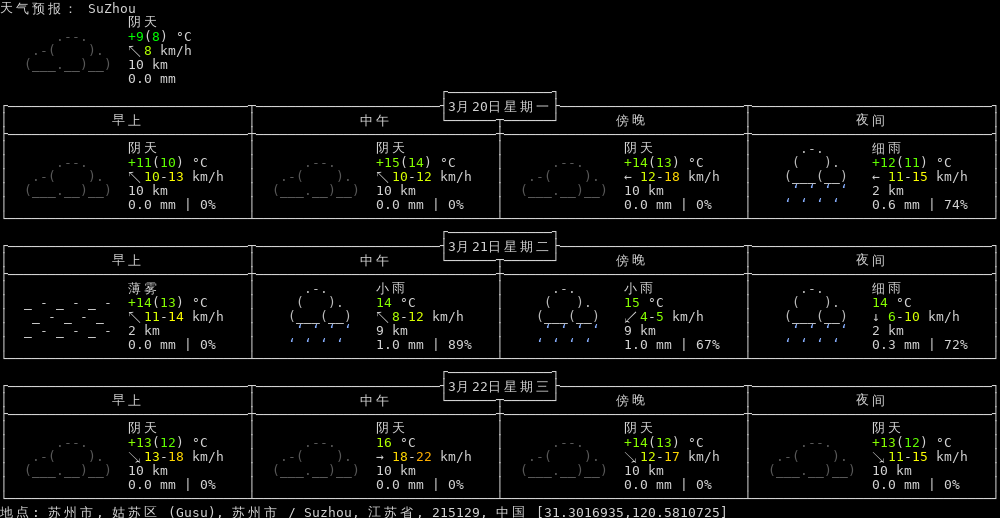 天气预报: SuZhou
阴天
+9(8) °C
↖ 8 km/h
10 km
0.0 mm
3月20日星期一
早上 中午 傍晚 夜间
阴天 阴天 阴天 细雨
+11(10) °C +15(14) °C +14(13) °C +12(11) °C
↖ 10-13 km/h ↖ 10-12 km/h ← 12-18 km/h ← 11-15 km/h
10 km 10 km 10 km 2 km
0.0 mm | 0% 0.0 mm | 0% 0.0 mm | 0% 0.6 mm | 74%
3月21日星期二
早上 中午 傍晚 夜间
薄雾 小雨 小雨 细雨
+14(13) °C 14 °C 15 °C 14 °C
↖ 11-14 km/h ↖ 8-12 km/h ↙ 4-5 km/h ↓ 6-10 km/h
2 km 9 km 9 km 2 km
0.0 mm | 0% 1.0 mm | 89% 1.0 mm | 67% 0.3 mm | 72%
3月22日星期三
早上 中午 傍晚 夜间
阴天 阴天 阴天 阴天
+13(12) °C 16 °C +14(13) °C +13(12) °C
↘ 13-18 km/h → 18-22 km/h ↘ 12-17 km/h ↘ 11-15 km/h
10 km 10 km 10 km 10 km
0.0 mm | 0% 0.0 mm | 0% 0.0 mm | 0% 0.0 mm | 0%
地点: 苏州市, 姑苏区 (Gusu), 苏州市 / Suzhou, 江苏省, 215129, 中国 [31.3016935,120.5810725]